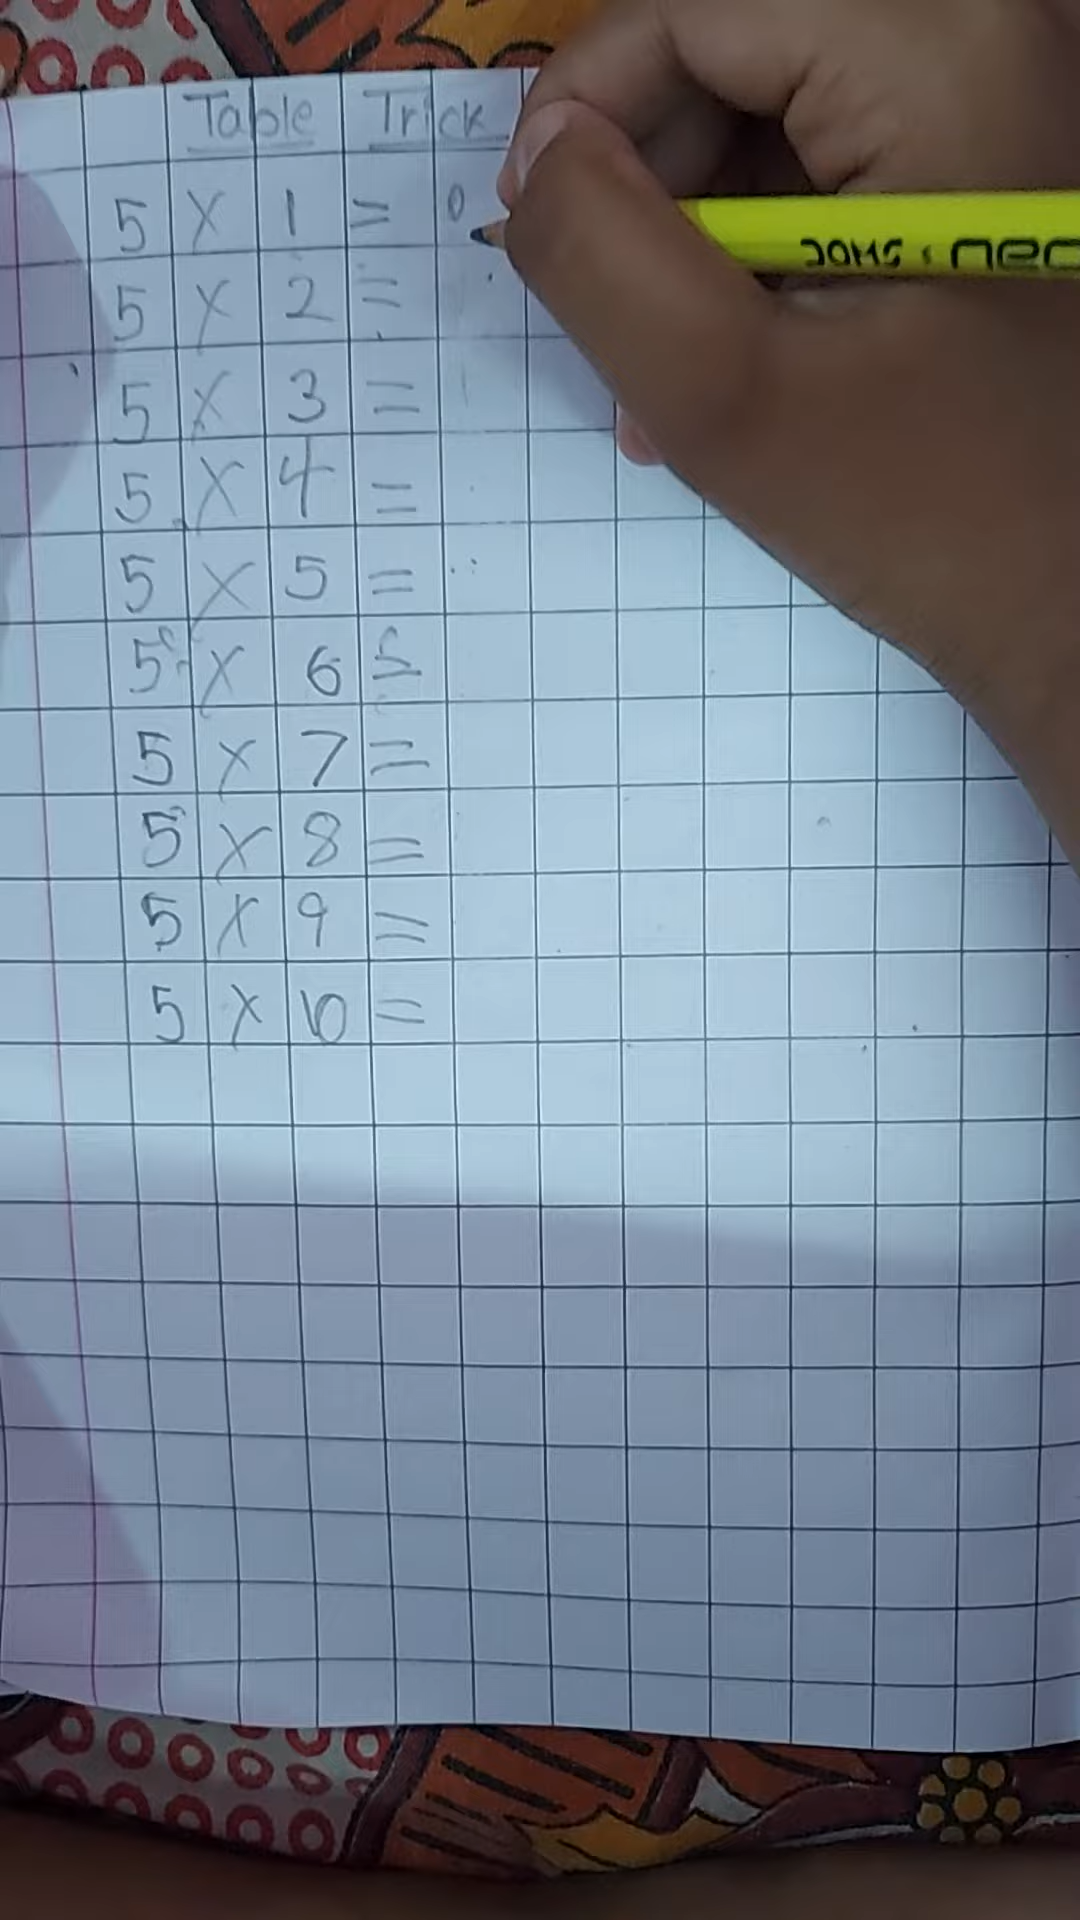 Table Trick
5 X 1 = 0
5 X 2 =
5 X 3 =
5 X 4 =
5 X 5 =
5 X 6 =
5 X 7 =
5 X 8 =
5 X 9 =
5 X 10 =